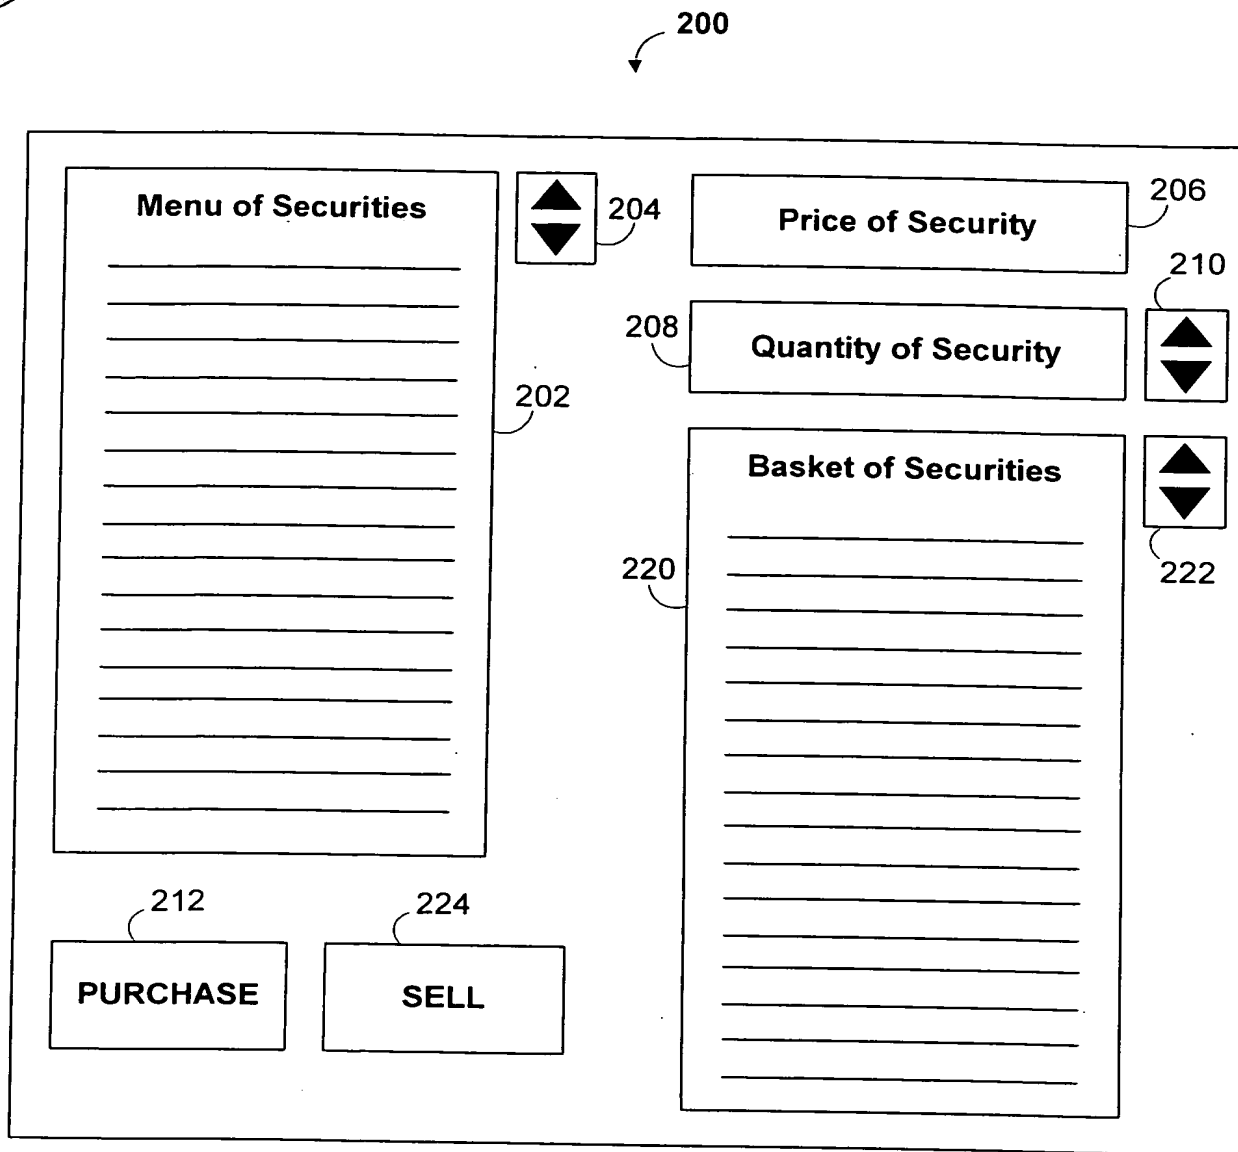 200
Menu of Securities
204
202
Price of Security
206
208
Quantity of Security
210
Basket of Securities
220
222
212
PURCHASE
224
SELL